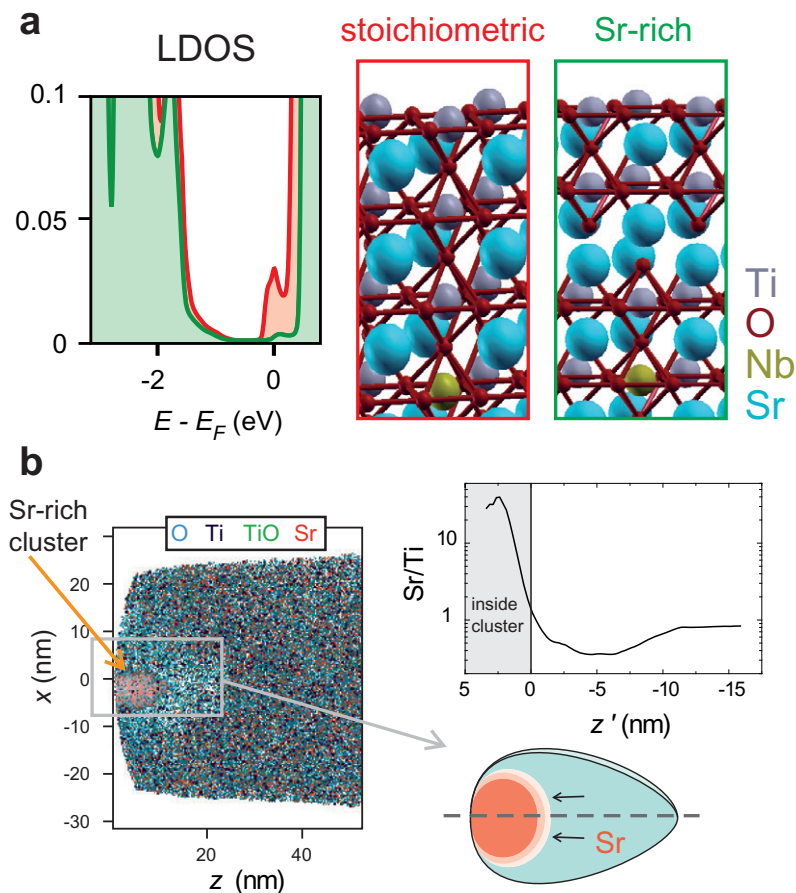 a
LDOS
stoichiometric
Sr-rich
0.1
0.05
0
-2
0
E - E_F (eV)
Ti
O
Nb
Sr
b
Sr-rich
cluster
O Ti TiO Sr
20
10
0
-10
-20
-30
x (nm)
20
40
z (nm)
10
1
Sr/Ti
inside
cluster
5
0
-5
-10
-15
z ' (nm)
Sr